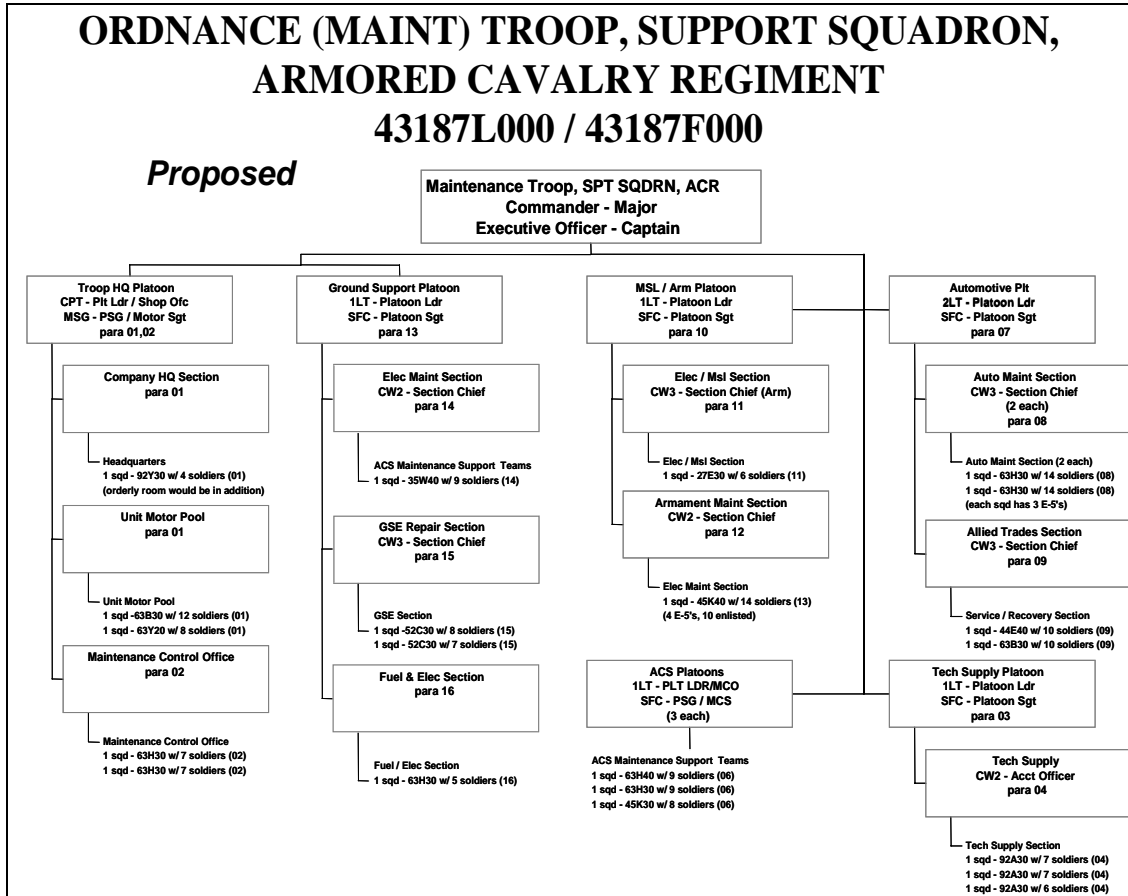 ORDNANCE (MAINT) TROOP, SUPPORT SQUADRON,
ARMORED CAVALRY REGIMENT
43187L000 / 43187F000
Proposed
Maintenance Troop, SPT SQDRN, ACR
Commander - Major
Executive Officer - Captain
Troop HQ Platoon
CPT - Plt Ldr / Shop Ofc
MSG - PSG / Motor Sgt
para 01,02
Company HQ Section
para 01
Headquarters
1 sqd - 92Y30 w/ 4 soldiers (01)
(orderly room would be in addition)
Unit Motor Pool
para 01
Unit Motor Pool
1 sqd -63B30 w/ 12 soldiers (01)
1 sqd - 63Y20 w/ 8 soldiers (01)
Maintenance Control Office
para 02
Maintenance Control Office
1 sqd - 63H30 w/ 7 soldiers (02)
1 sqd - 63H30 w/ 7 soldiers (02)
Ground Support Platoon
1LT - Platoon Ldr
SFC - Platoon Sgt
para 13
Elec Maint Section
CW2 - Section Chief
para 14
ACS Maintenance Support Teams
1 sqd - 35W40 w/ 9 soldiers (14)
GSE Repair Section
CW3 - Section Chief
para 15
GSE Section
1 sqd -52C30 w/ 8 soldiers (15)
1 sqd - 52C30 w/ 7 soldiers (15)
Fuel & Elec Section
para 16
Fuel / Elec Section
1 sqd - 63H30 w/ 5 soldiers (16)
MSL / Arm Platoon
1LT - Platoon Ldr
SFC - Platoon Sgt
para 10
Elec / Msl Section
CW3 - Section Chief (Arm)
para 11
Elec / Msl Section
1 sqd - 27E30 w/ 6 soldiers (11)
Armament Maint Section
CW2 - Section Chief
para 12
Elec Maint Section
1 sqd - 45K40 w/ 14 soldiers (13)
(4 E-5's, 10 enlisted)
ACS Platoons
1LT - PLT LDR/MCO
SFC - PSG / MCS
(3 each)
ACS Maintenance Support Teams
1 sqd - 63H40 w/ 9 soldiers (06)
1 sqd - 63H30 w/ 9 soldiers (06)
1 sqd - 45K30 w/ 8 soldiers (06)
Automotive Plt
2LT - Platoon Ldr
SFC - Platoon Sgt
para 07
Auto Maint Section
CW3 - Section Chief
(2 each)
para 08
Auto Maint Section (2 each)
1 sqd - 63H30 w/ 14 soldiers (08)
1 sqd - 63H30 w/ 14 soldiers (08)
(each sqd has 3 E-5's)
Allied Trades Section
CW3 - Section Chief
para 09
Service / Recovery Section
1 sqd - 44E40 w/ 10 soldiers (09)
1 sqd - 63B30 w/ 10 soldiers (09)
Tech Supply Platoon
1LT - Platoon Ldr
SFC - Platoon Sgt
para 03
Tech Supply
CW2 - Acct Officer
para 04
Tech Supply Section
1 sqd - 92A30 w/ 7 soldiers (04)
1 sqd - 92A30 w/ 7 soldiers (04)
1 sqd - 92A30 w/ 6 soldiers (04)